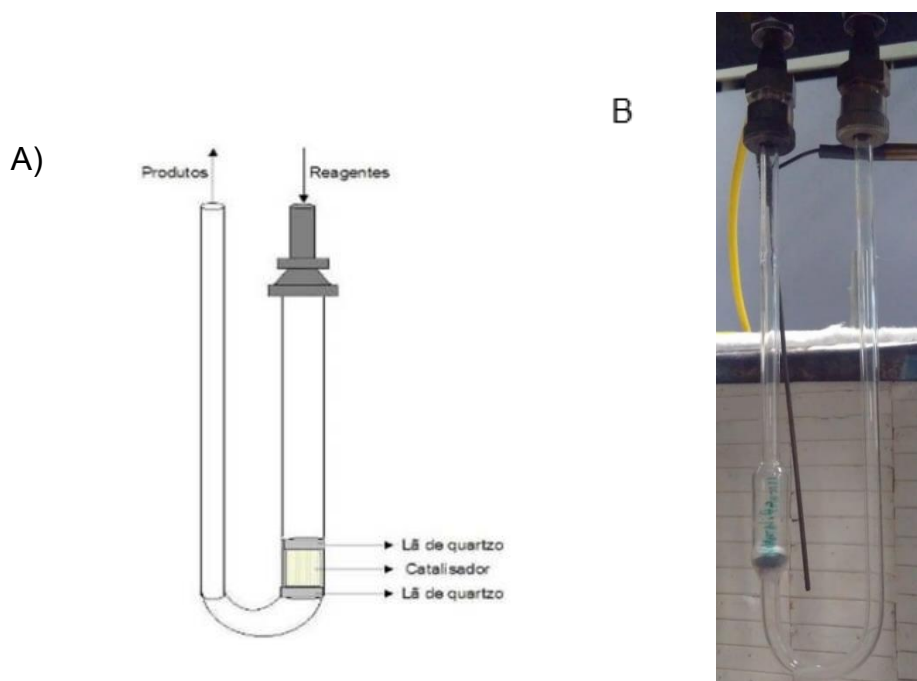 A)
B
Produtos
Reagentes
Lã de quartzo
Catalisador
Lã de quartzo